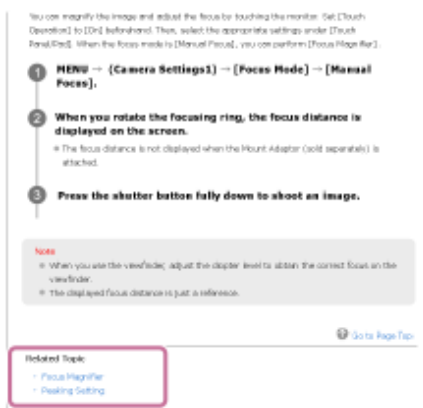 You can magnify the image and adjust the focus by touching the monitor. Set [Touch
Operation] to [On] beforehand. Then, select the appropriate settings under [Touch
Panel/Pad]. When the focus mode is [Manual Focus], you can perform [Focus Magnifier].
1 MENU → (Camera Settings1) → [Focus Mode] → [Manual
Focus].
2 When you rotate the focusing ring, the focus distance is
displayed on the screen.
The focus distance is not displayed when the Mount Adaptor (sold separately) is
attached.
3 Press the shutter button fully down to shoot an image.
Note
When you use the viewfinder, adjust the diopter level to obtain the correct focus on the
viewfinder.
The displayed focus distance is just a reference.
Go to Page Top
Related Topic
Focus Magnifier
Peaking Setting